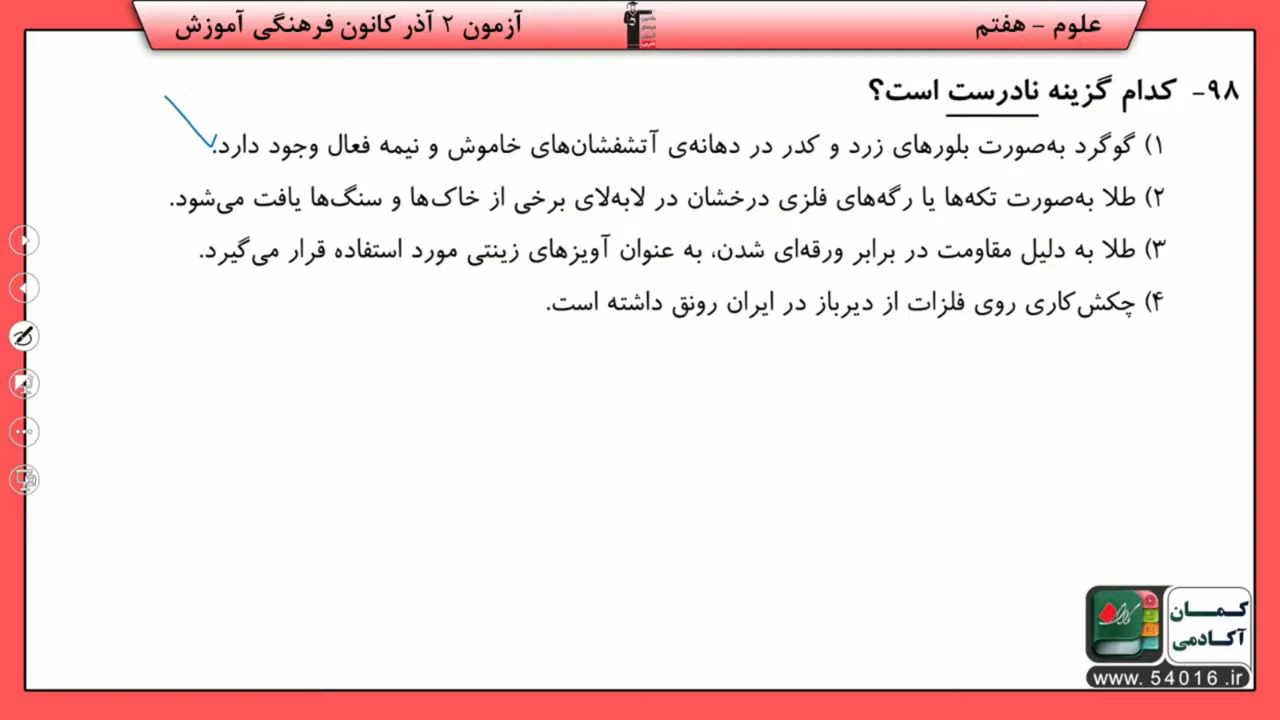 علوم - هفتم
آزمون ۲ آذر کانون فرهنگی آموزش
۹۸- کدام گزینه نادرست است؟
۱) گوگرد به‌صورت بلورهای زرد و کدر در دهانه‌ی آتشفشان‌های خاموش و نیمه فعال وجود دارد.
۲) طلا به‌صورت تکه‌ها یا رگه‌های فلزی درخشان در لابه‌لای برخی از خاک‌ها و سنگ‌ها یافت می‌شود.
۳) طلا به دلیل مقاومت در برابر ورقه‌ای شدن، به عنوان آویزهای زینتی مورد استفاده قرار می‌گیرد.
۴) چکش‌کاری روی فلزات از دیرباز در ایران رونق داشته است.
کمان
آکادمی
www. 54016 .ir